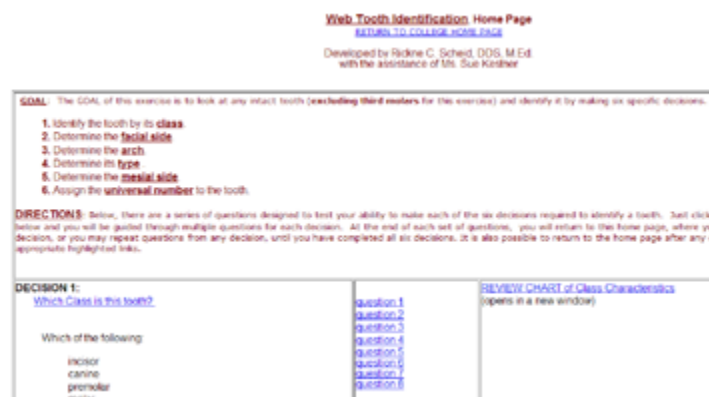 Web Tooth Identification, Home Page
RETURN TO COLLEGE HOME PAGE
Developed by Rickne C. Scheid, DDS, M.Ed.
with the assistance of Ms. Sue Kestner
GOAL: The GOAL of this exercise is to look at any intact tooth (excluding third molars for this exercise) and identify it by making six specific decisions.
1. Identify the tooth by its class.
2. Determine the facial side.
3. Determine the arch.
4. Determine its type.
5. Determine the mesial side.
6. Assign the universal number to the tooth.
DIRECTIONS: Below, there are a series of questions designed to test your ability to make each of the six decisions required to identify a tooth. Just clic
below and you will be guided through multiple questions for each decision. At the end of each set of questions, you will return to this home page, where yo
decision, or you may repeat questions from any decision, until you have completed all six decisions. It is also possible to return to the home page after any
appropriate highlighted links.
DECISION 1:
Which Class is this tooth?
Which of the following:
incisor
canine
premolar
question 1
question 2
question 3
question 4
question 5
question 6
question 7
question 8
REVIEW CHART of Class Characteristics
(opens in a new window)